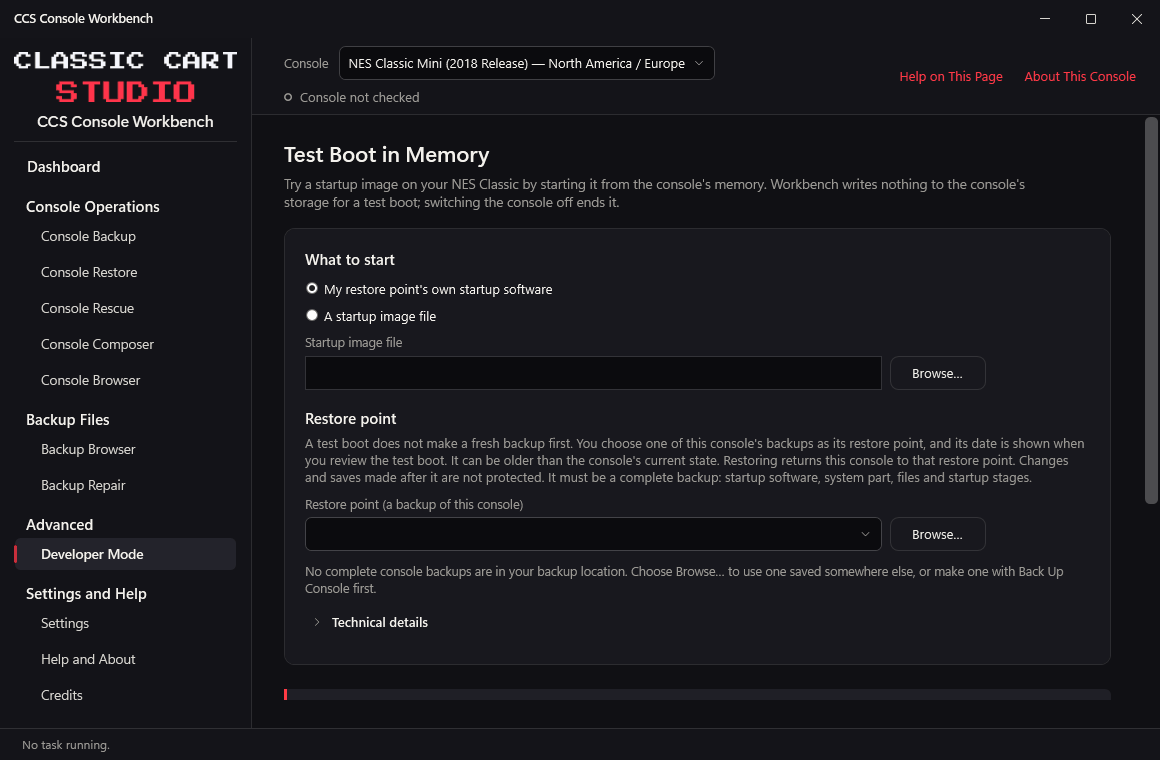 CCS Console Workbench
CLASSIC CART
STUDIO
CCS Console Workbench
Dashboard
Console Operations
Console Backup
Console Restore
Console Rescue
Console Composer
Console Browser
Backup Files
Backup Browser
Backup Repair
Advanced
Developer Mode
Settings and Help
Settings
Help and About
Credits
Console
NES Classic Mini (2018 Release) — North America / Europe
Console not checked
Help on This Page
About This Console
Test Boot in Memory
Try a startup image on your NES Classic by starting it from the console's memory. Workbench writes nothing to the console's
storage for a test boot; switching the console off ends it.
What to start
My restore point's own startup software
A startup image file
Startup image file
Browse...
Restore point
A test boot does not make a fresh backup first. You choose one of this console's backups as its restore point, and its date is shown when
you review the test boot. It can be older than the console's current state. Restoring returns this console to that restore point. Changes
and saves made after it are not protected. It must be a complete backup: startup software, system part, files and startup stages.
Restore point (a backup of this console)
Browse...
No complete console backups are in your backup location. Choose Browse... to use one saved somewhere else, or make one with Back Up
Console first.
Technical details
No task running.